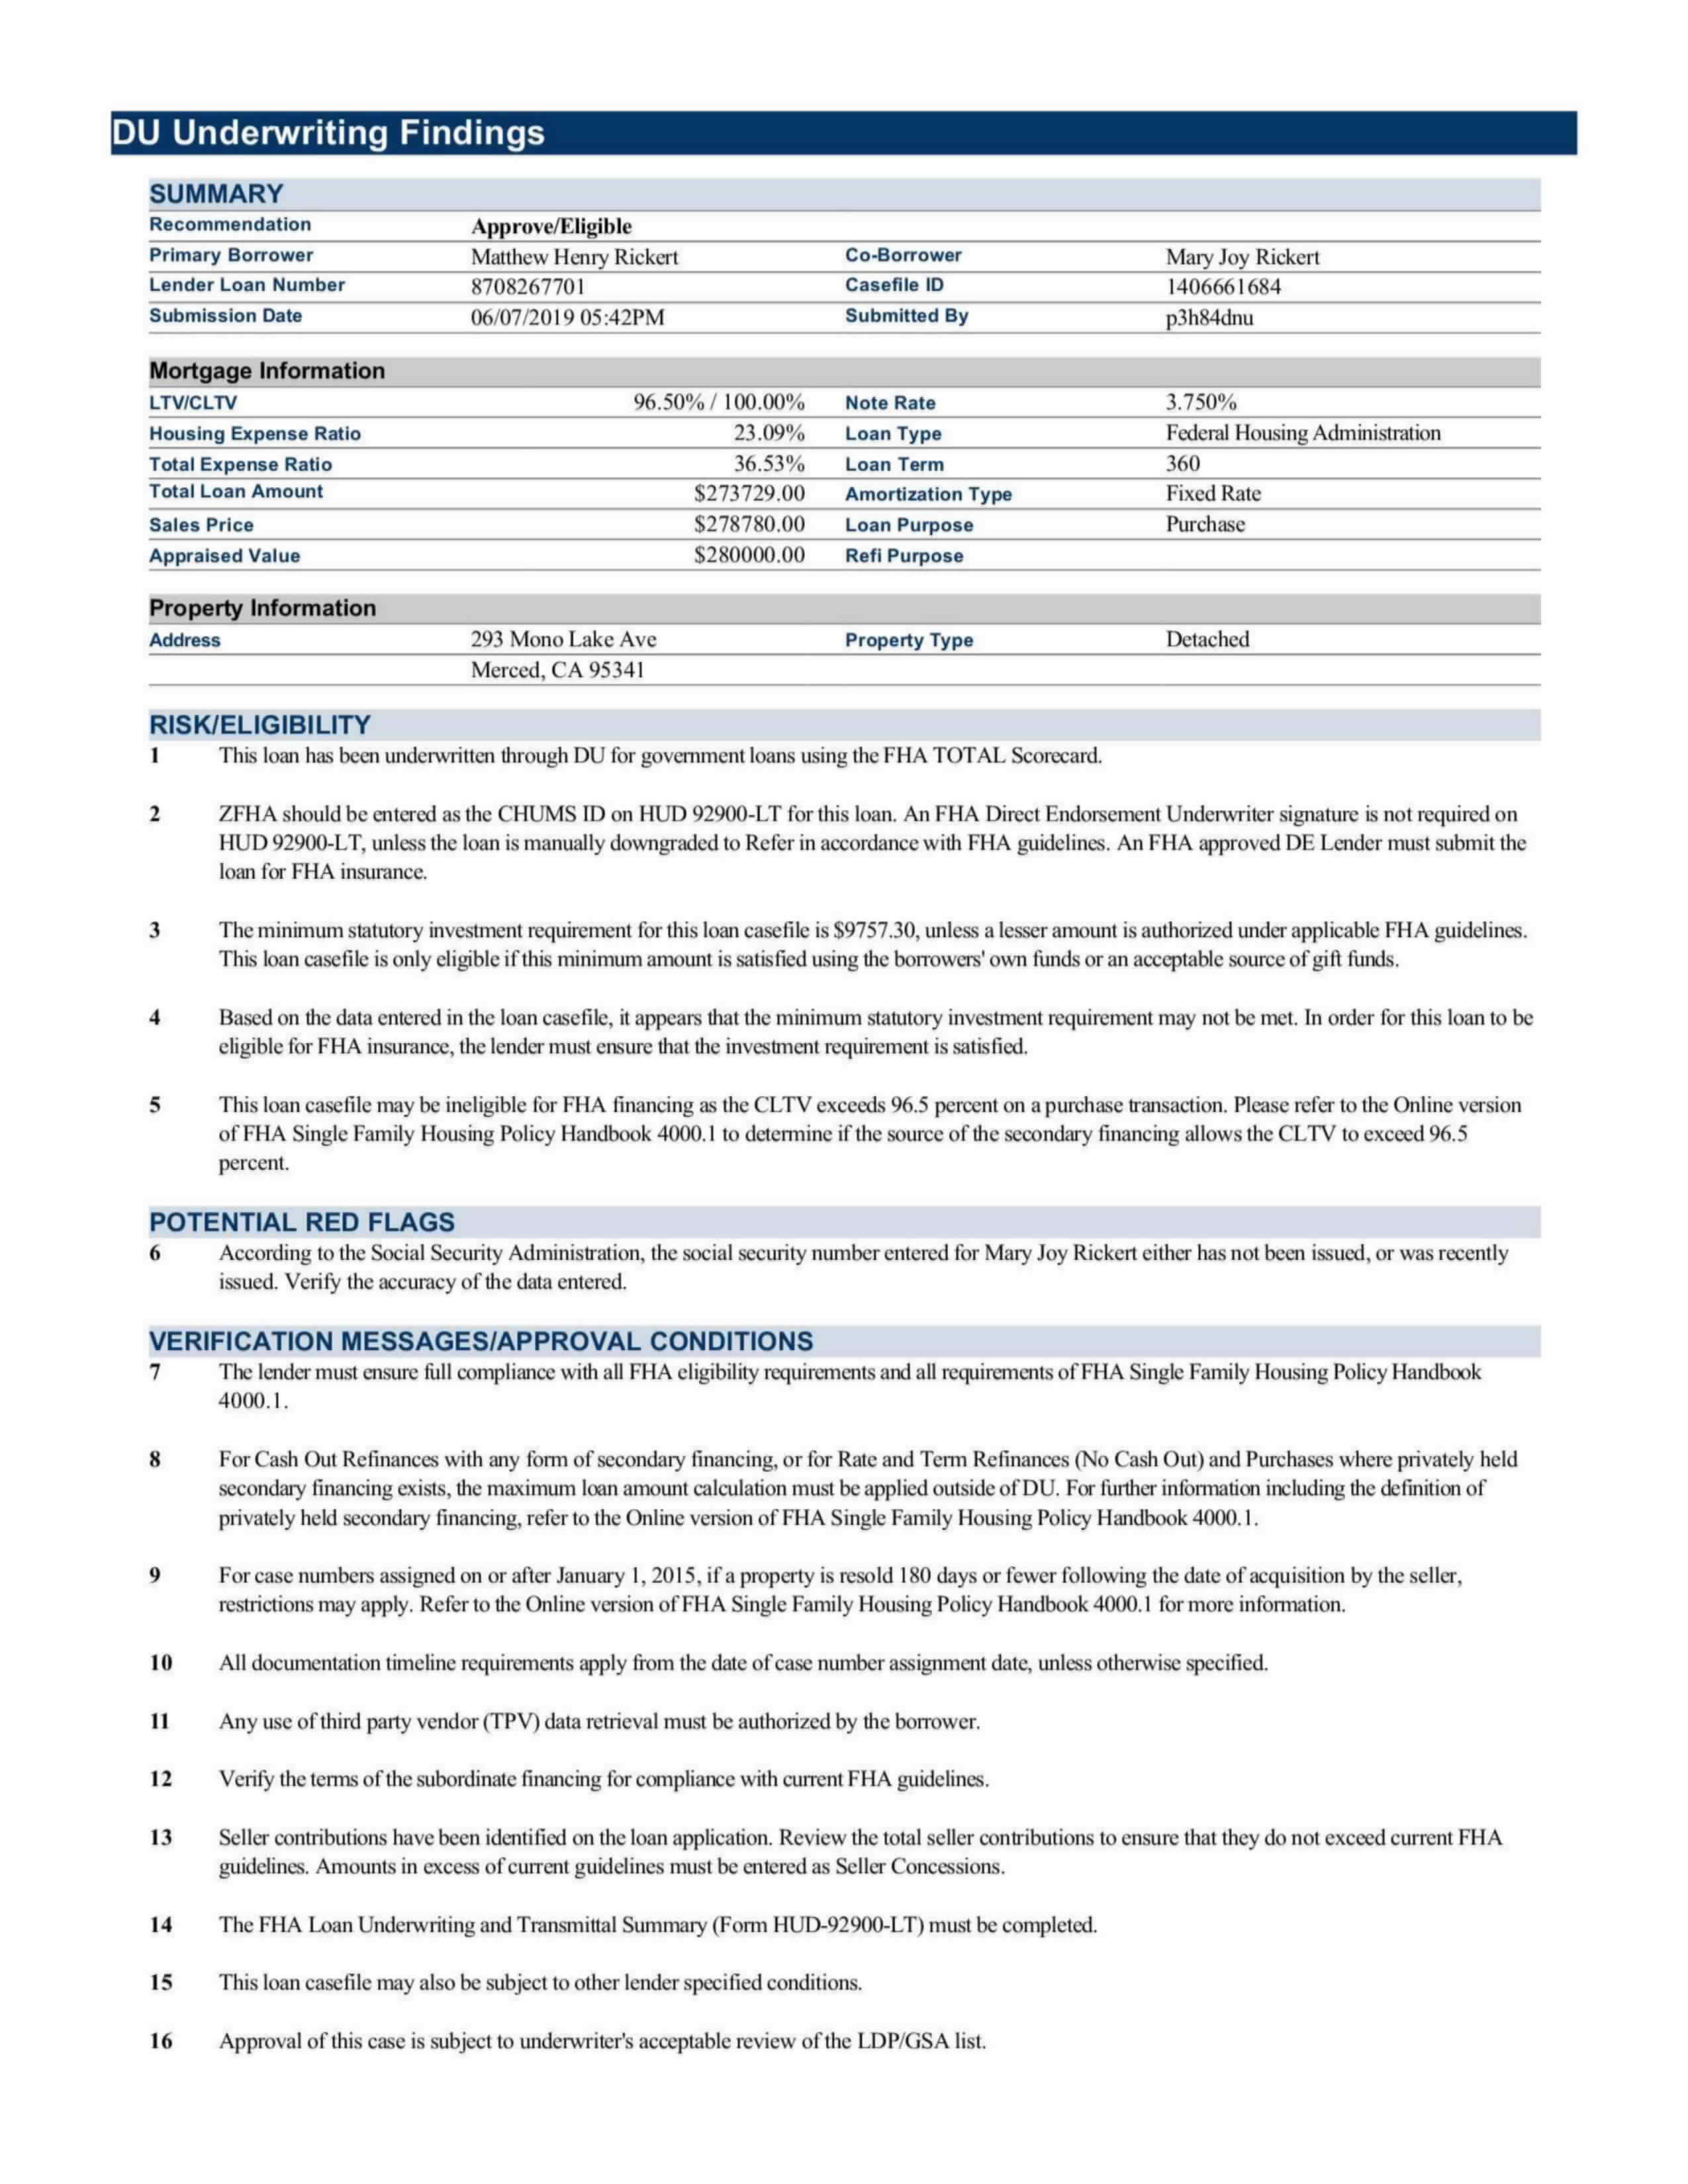 DU Underwriting Findings
SUMMARY
Recommendation Approve/Eligible
Primary Borrower Matthew Henry Rickert Co-Borrower Mary Joy Rickert
Lender Loan Number 8708267701 Casefile ID 1406661684
Submission Date 06/07/2019 05:42PM Submitted By p3h84dnu
Mortgage Information
LTV/CLTV 96.50% / 100.00% Note Rate 3.750%
Housing Expense Ratio 23.09% Loan Type Federal Housing Administration
Total Expense Ratio 36.53% Loan Term 360
Total Loan Amount $273729.00 Amortization Type Fixed Rate
Sales Price $278780.00 Loan Purpose Purchase
Appraised Value $280000.00 Refi Purpose
Property Information
Address 293 Mono Lake Ave Property Type Detached
Merced, CA 95341
RISK/ELIGIBILITY
1 This loan has been underwritten through DU for government loans using the FHA TOTAL Scorecard.
2 ZFHA should be entered as the CHUMS ID on HUD 92900-LT for this loan. An FHA Direct Endorsement Underwriter signature is not required on
HUD 92900-LT, unless the loan is manually downgraded to Refer in accordance with FHA guidelines. An FHA approved DE Lender must submit the
loan for FHA insurance.
3 The minimum statutory investment requirement for this loan casefile is $9757.30, unless a lesser amount is authorized under applicable FHA guidelines.
This loan casefile is only eligible if this minimum amount is satisfied using the borrowers' own funds or an acceptable source of gift funds.
4 Based on the data entered in the loan casefile, it appears that the minimum statutory investment requirement may not be met. In order for this loan to be
eligible for FHA insurance, the lender must ensure that the investment requirement is satisfied.
5 This loan casefile may be ineligible for FHA financing as the CLTV exceeds 96.5 percent on a purchase transaction. Please refer to the Online version
of FHA Single Family Housing Policy Handbook 4000.1 to determine if the source of the secondary financing allows the CLTV to exceed 96.5
percent.
POTENTIAL RED FLAGS
6 According to the Social Security Administration, the social security number entered for Mary Joy Rickert either has not been issued, or was recently
issued. Verify the accuracy of the data entered.
VERIFICATION MESSAGES/APPROVAL CONDITIONS
7 The lender must ensure full compliance with all FHA eligibility requirements and all requirements of FHA Single Family Housing Policy Handbook
4000.1.
8 For Cash Out Refinances with any form of secondary financing, or for Rate and Term Refinances (No Cash Out) and Purchases where privately held
secondary financing exists, the maximum loan amount calculation must be applied outside of DU. For further information including the definition of
privately held secondary financing, refer to the Online version of FHA Single Family Housing Policy Handbook 4000.1.
9 For case numbers assigned on or after January 1, 2015, if a property is resold 180 days or fewer following the date of acquisition by the seller,
restrictions may apply. Refer to the Online version of FHA Single Family Housing Policy Handbook 4000.1 for more information.
10 All documentation timeline requirements apply from the date of case number assignment date, unless otherwise specified.
11 Any use of third party vendor (TPV) data retrieval must be authorized by the borrower.
12 Verify the terms of the subordinate financing for compliance with current FHA guidelines.
13 Seller contributions have been identified on the loan application. Review the total seller contributions to ensure that they do not exceed current FHA
guidelines. Amounts in excess of current guidelines must be entered as Seller Concessions.
14 The FHA Loan Underwriting and Transmittal Summary (Form HUD-92900-LT) must be completed.
15 This loan casefile may also be subject to other lender specified conditions.
16 Approval of this case is subject to underwriter's acceptable review of the LDP/GSA list.